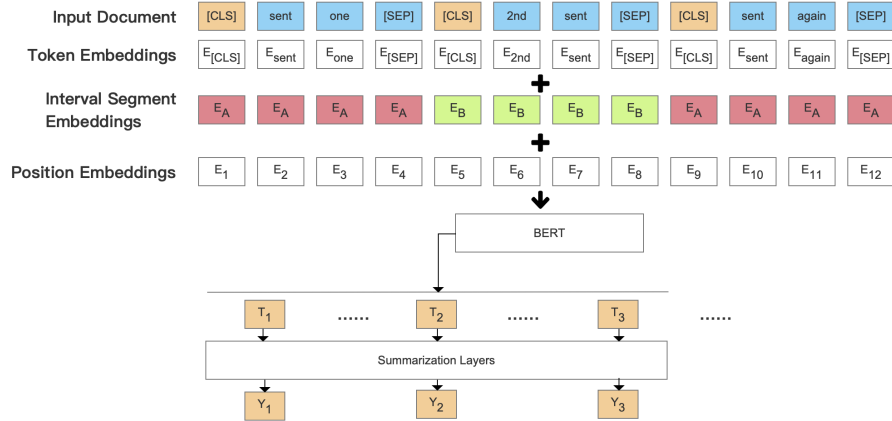 Input Document [CLS] sent one [SEP] [CLS] 2nd sent [SEP] [CLS] sent again [SEP]
Token Embeddings E[CLS] Esent Eone E[SEP] E[CLS] E2nd Esent E[SEP] E[CLS] Esent Eagain E[SEP]
+
Interval Segment
Embeddings
EA EA EA EA EB EB EB EB EA EA EA EA
+
Position Embeddings E1 E2 E3 E4 E5 E6 E7 E8 E9 E10 E11 E12
BERT
T1 ...... T2 ...... T3 ......
Summarization Layers
Y1 Y2 Y3